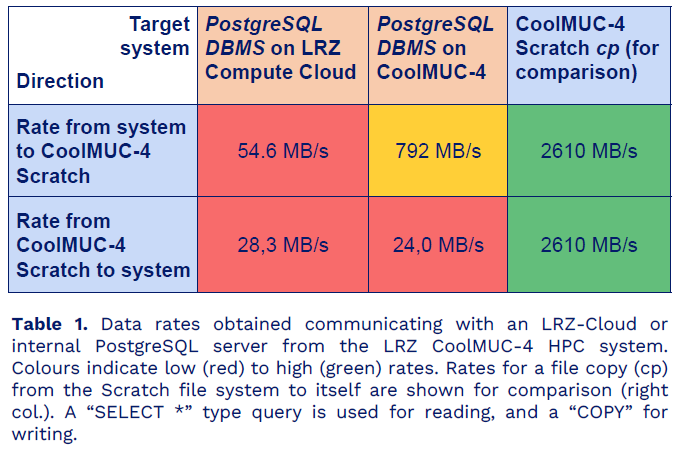 Target system
Direction
PostgreSQL DBMS on LRZ Compute Cloud
PostgreSQL DBMS on CoolMUC-4
CoolMUC-4 Scratch cp (for comparison)
Rate from system to CoolMUC-4 Scratch
54.6 MB/s
792 MB/s
2610 MB/s
Rate from CoolMUC-4 Scratch to system
28,3 MB/s
24,0 MB/s
2610 MB/s
Table 1. Data rates obtained communicating with an LRZ-Cloud or
internal PostgreSQL server from the LRZ CoolMUC-4 HPC system.
Colours indicate low (red) to high (green) rates. Rates for a file copy (cp)
from the Scratch file system to itself are shown for comparison (right
col.). A “SELECT *” type query is used for reading, and a “COPY” for
writing.